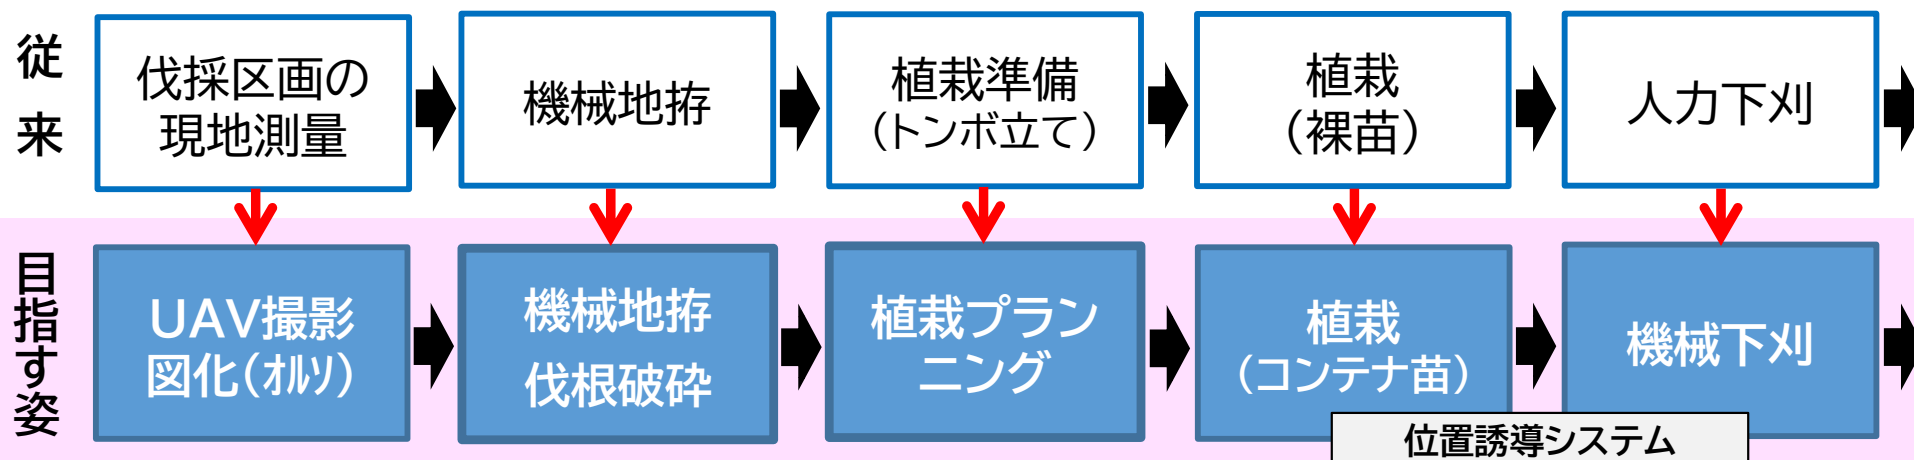 従来
伐採区画の
現地測量
機械地拵
植栽準備
（トンボ立て）
植栽
（裸苗）
人力下刈
目指す姿
UAV撮影
図化(ｵﾙｿ)
機械地拵
伐根破砕
植栽プラン
ニング
植栽
（コンテナ苗）
機械下刈
位置誘導システム